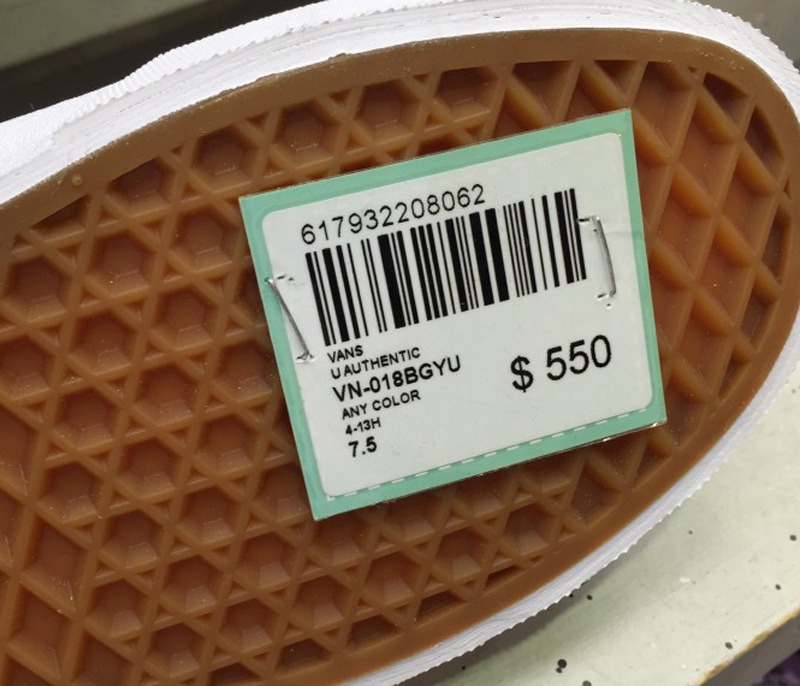 617932208062
VANS
U AUTHENTIC
VN-018BGYU
ANY COLOR
4-13H
7.5
$ 550